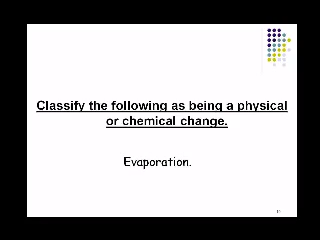 Classify the following as being a physical
or chemical change.
Evaporation.